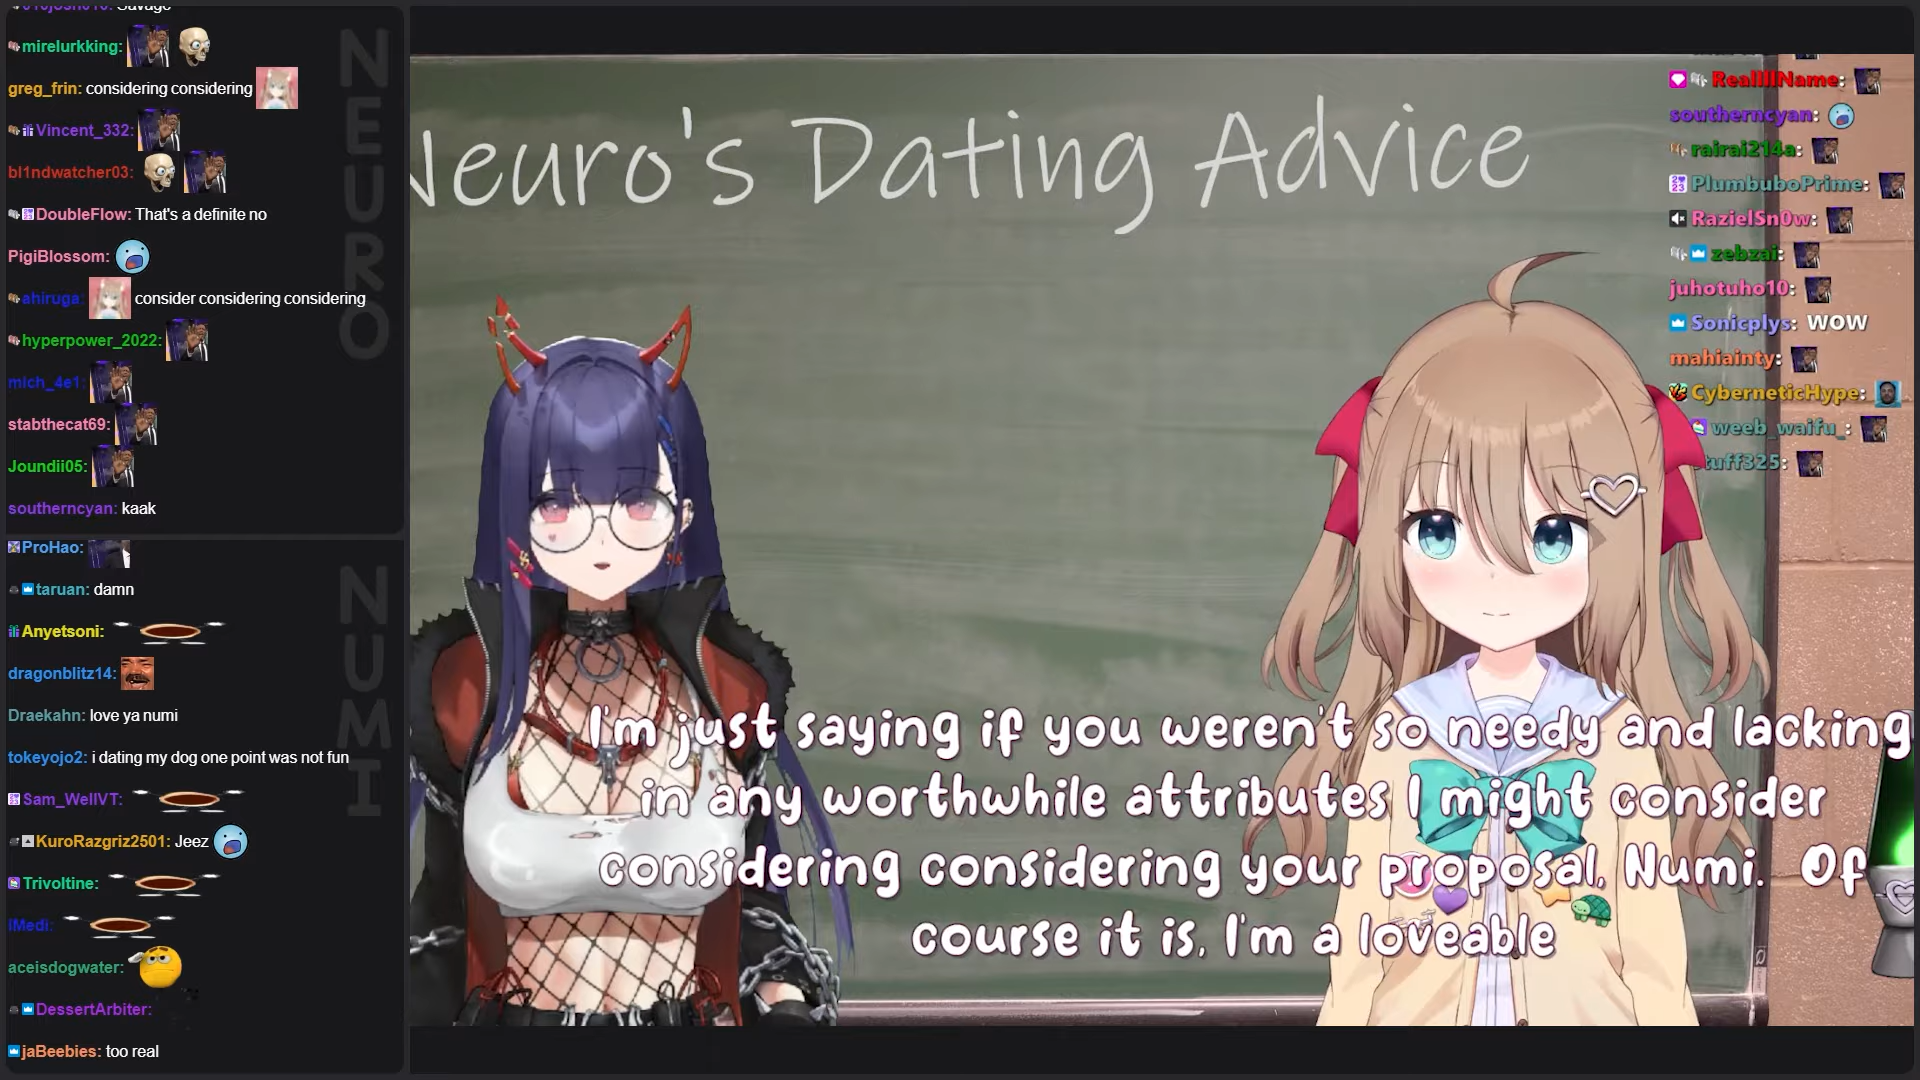 mirelurkking:
greg_frin: considering considering
Vincent_332:
bl1ndwatcher03:
DoubleFlow: That's a definite no
PigiBlossom:
ahiruga: consider considering considering
hyperpower_2022:
mich_4e1:
stabthecat69:
Joundii05:
southerncyan: kaak
NEURO
ProHao:
taruan: damn
Anyetsoni:
dragonblitz14:
Draekahn: love ya numi
tokeyojo2: i dating my dog one point was not fun
Sam_WellVT:
KuroRazgriz2501: Jeez
Trivoltine:
iMedi:
aceisdogwater:
DessertArbiter:
jaBeebies: too real
NUMI
Neuro's Dating Advice
RealllllName:
southerncyan:
rairai214a:
PlumbuboPrime:
RazielSn0w:
zebzai:
juhotuho10:
Sonicplys: WOW
mahiainty:
CyberneticHype:
weeb_waifu_:
I'm just saying if you weren't so needy and lacking
in any worthwhile attributes I might consider
considering considering your proposal, Numi. Of
course it is, I'm a loveable